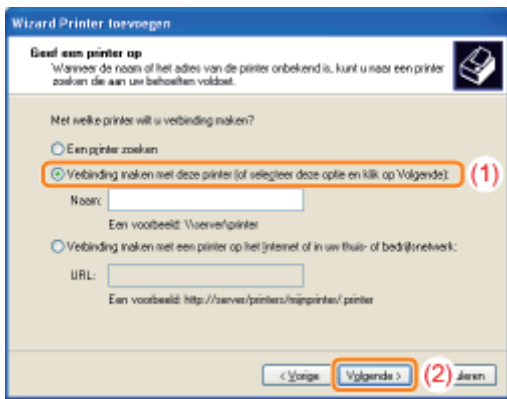 Wizard Printer toevoegen
Geef een printer op
Wanneer de naam of het adres van de printer onbekend is, kunt u naar een printer
zoeken die aan uw behoeften voldoet.
Met welke printer wilt u verbinding maken?
Een printer zoeken
Verbinding maken met deze printer (of selecteer deze optie en klik op Volgende): (1)
Naam:
Een voorbeeld: \\server\printer
Verbinding maken met een printer op het Internet of in uw thuis- of bedrijfsnetwerk:
URL:
Een voorbeeld: http://server/printers/mijnprinter/.printer
< Vorige Volgende > (2)